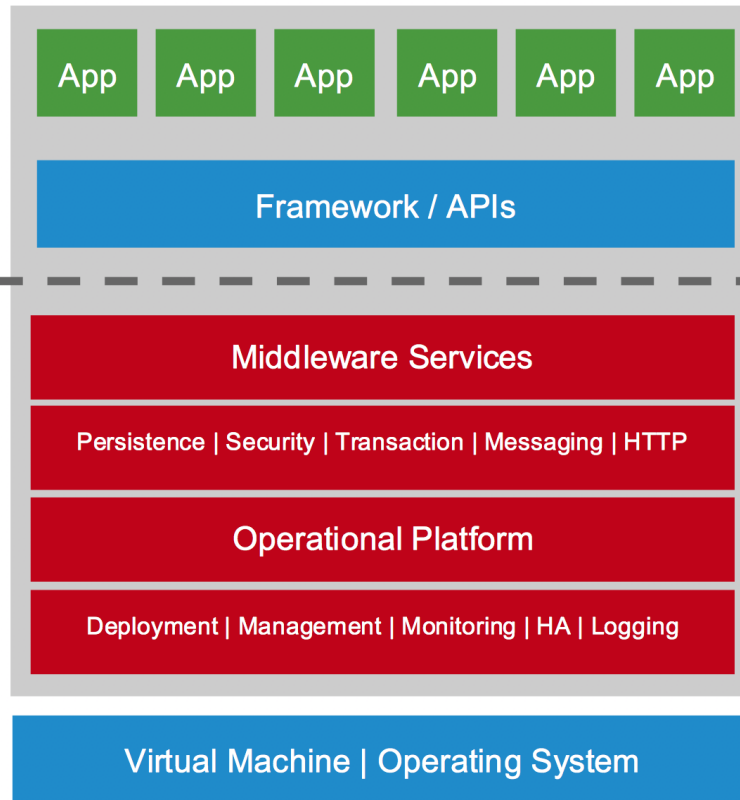 App App App App App App
Framework / APIs
Middleware Services
Persistence | Security | Transaction | Messaging | HTTP
Operational Platform
Deployment | Management | Monitoring | HA | Logging
Virtual Machine | Operating System